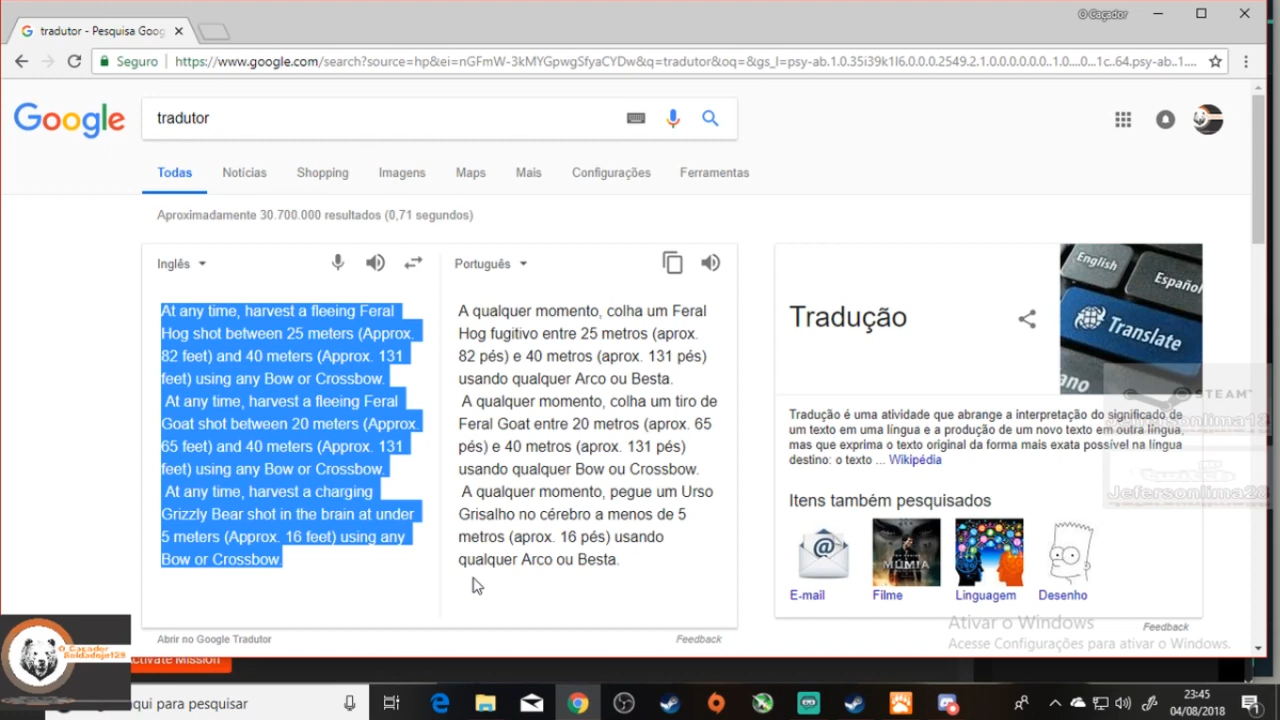 O Caçador
tradutor - Pesquisa Goog
Seguro
https://www.google.com/search?source=hp&ei=nGFmW-3kMYGpwgSfyaCYDw&q=tradutor&oq=&gs_l=psy-ab.1.0.35i39k1l6.0.0.0.2549.2.1.0.0.0.0.0.0..1.0....0...1c..64.psy-ab..1....
Google
tradutor
Todas
Notícias
Shopping
Imagens
Maps
Mais
Configurações
Ferramentas
Aproximadamente 30.700.000 resultados (0,71 segundos)
Inglês
At any time, harvest a fleeing Feral
Hog shot between 25 meters (Approx.
82 feet) and 40 meters (Approx. 131
feet) using any Bow or Crossbow.
At any time, harvest a fleeing Feral
Goat shot between 20 meters (Approx.
65 feet) and 40 meters (Approx. 131
feet) using any Bow or Crossbow.
At any time, harvest a charging
Grizzly Bear shot in the brain at under
5 meters (Approx. 16 feet) using any
Bow or Crossbow.
Português
A qualquer momento, colha um Feral
Hog fugitivo entre 25 metros (aprox.
82 pés) e 40 metros (aprox. 131 pés)
usando qualquer Arco ou Besta.
A qualquer momento, colha um tiro de
Feral Goat entre 20 metros (aprox. 65
pés) e 40 metros (aprox. 131 pés)
usando qualquer Bow ou Crossbow.
A qualquer momento, pegue um Urso
Grisalho no cérebro a menos de 5
metros (aprox. 16 pés) usando
qualquer Arco ou Besta.
Abrir no Google Tradutor
Feedback
Tradução
English
Español
Translate
ano
STEAM
Tradução é uma atividade que abrange a interpretação do significado de
um texto em uma língua e a produção de um novo texto em outra língua,
mas que exprima o texto original da forma mais exata possível na língua
destino: o texto ... Wikipédia
Jefersonlima28
Itens também pesquisados
MÚMIA
E-mail
Filme
Linguagem
Desenho
Feedback
Ativar o Windows
Acesse Configurações para ativar o Windows.
O Caçador
Soldadojp123
ctivate Mission
qui para pesquisar
23:45
04/08/2018
1